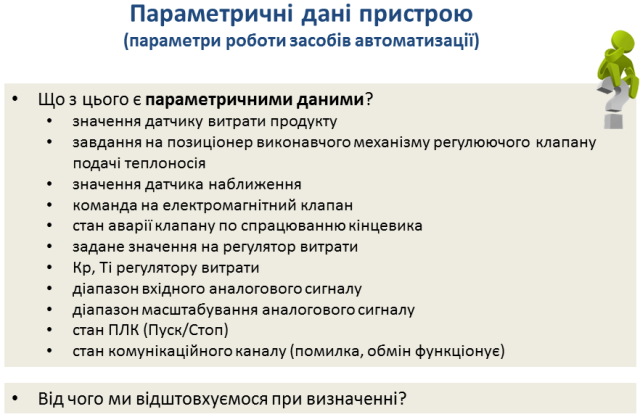 Параметричні дані пристрою
(параметри роботи засобів автоматизації)
• Що з цього є параметричними даними?
• значення датчику витрати продукту
• завдання на позиціонер виконавчого механізму регулюючого клапану
подачі теплоносія
• значення датчика наближення
• команда на електромагнітний клапан
• стан аварії клапану по спрацюванню кінцевика
• задане значення на регулятор витрати
• Кр, Ті регулятору витрати
• діапазон вхідного аналогового сигналу
• діапазон масштабування аналогового сигналу
• стан ПЛК (Пуск/Стоп)
• стан комунікаційного каналу (помилка, обмін функціонує)
• Від чого ми відштовхуємося при визначенні?